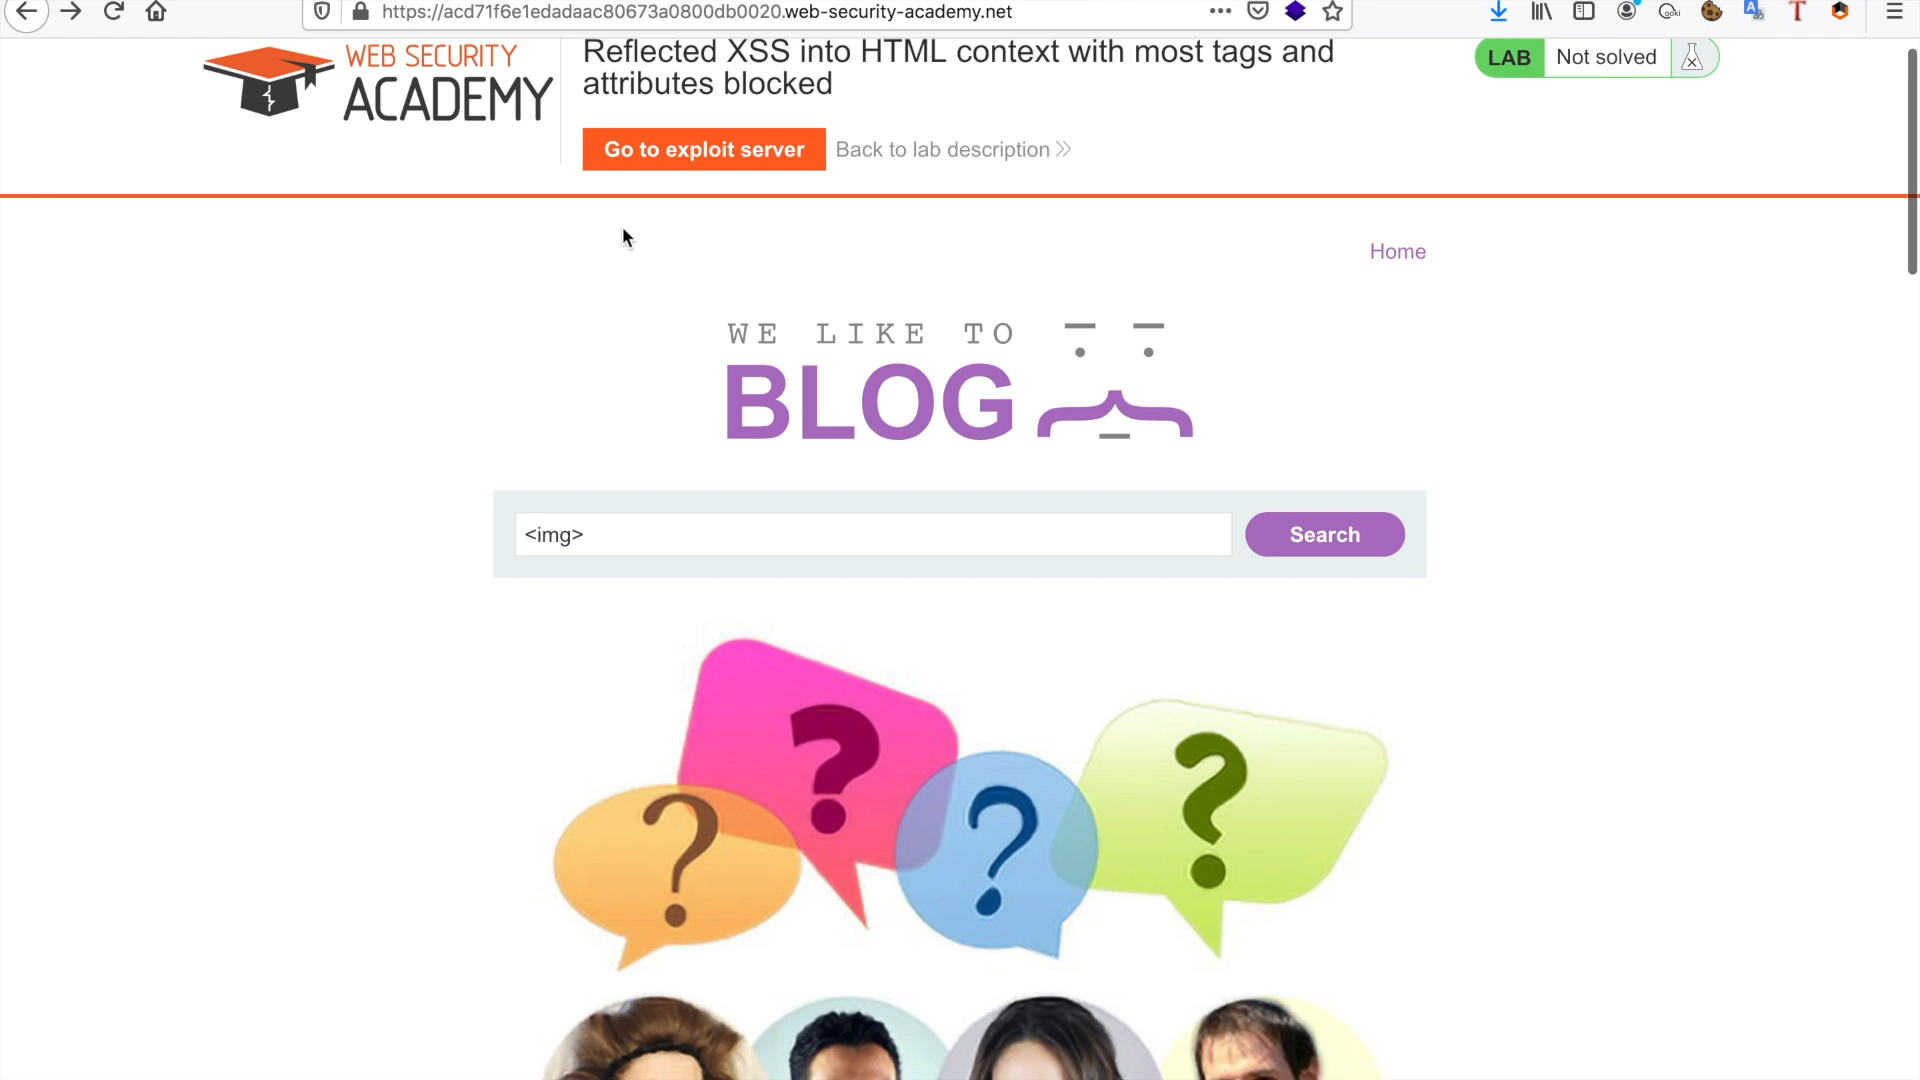 https://acd71f6e1edadaac80673a0800db0020.web-security-academy.net
WEB SECURITY
ACADEMY
Reflected XSS into HTML context with most tags and
attributes blocked
LAB Not solved
Go to exploit server
Back to lab description
Home
WE LIKE TO
BLOG
<img>
Search
? ? ? ?